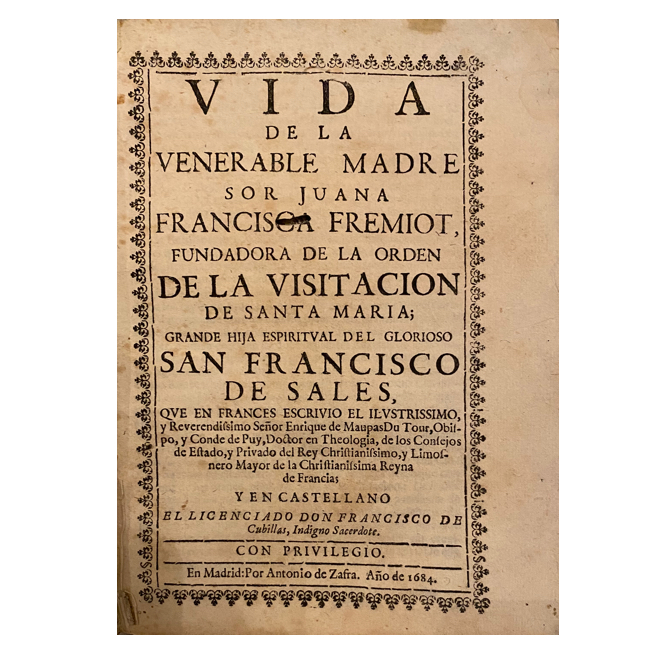 VIDA
DE LA
VENERABLE MADRE
SOR JUANA
FRANCISCA FREMIOT,
FUNDADORA DE LA ORDEN
DE LA VISITACION
DE SANTA MARIA;
GRANDE HIJA ESPIRITVAL DEL GLORIOSO
SAN FRANCISCO
DE SALES,
QVE EN FRANCES ESCRIVIO EL ILVSTRISSIMO,
y Reverendiſſimo Señor Enrique de Maupas Du Tour, Obiſ-
po, y Conde de Puy, Doctor en Theologia, de los Conſejos
de Eſtado, y Privado del Rey Chriſtianiſſimo, y Limoſ-
nero Mayor de la Chriſtianiſſima Reyna
de Francia;
Y EN CASTELLANO
EL LICENCIADO DON FRANCISCO DE
Cubillas, Indigno Sacerdote.
CON PRIVILEGIO.
En Madrid: Por Antonio de Zafra. Año de 1684.